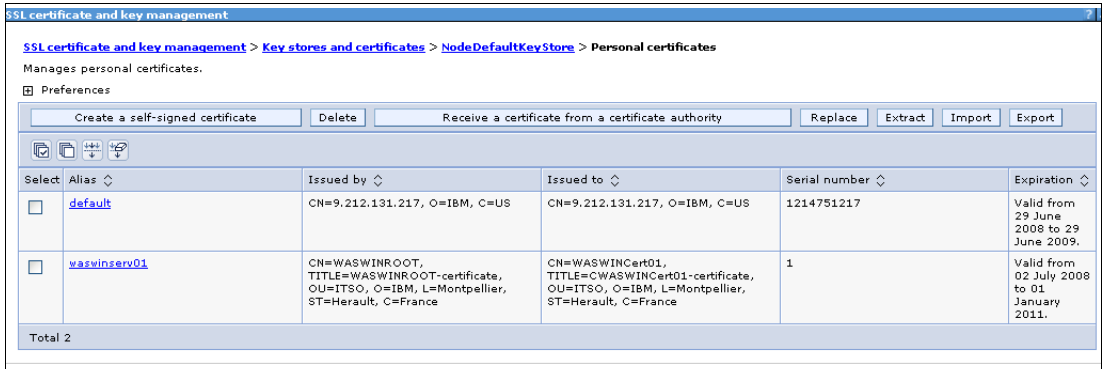 SSL certificate and key management ?
SSL certificate and key management > Key stores and certificates > NodeDefaultKeyStore > Personal certificates
Manages personal certificates.
Preferences
Create a self-signed certificate Delete Receive a certificate from a certificate authority Replace Extract Import Export
Select Alias Issued by Issued to Serial number Expiration
default CN=9.212.131.217, O=IBM, C=US CN=9.212.131.217, O=IBM, C=US 1214751217 Valid from
29 June
2008 to 29
June 2009.
waswinserv01 CN=WASWINROOT, CN=WASWINCert01, 1 Valid from
TITLE=WASWINROOT-certificate, TITLE=CWASWINCert01-certificate, 02 July 2008
OU=ITSO, O=IBM, L=Montpellier, OU=ITSO, O=IBM, L=Montpellier, to 01
ST=Herault, C=France ST=Herault, C=France January
2011.
Total 2